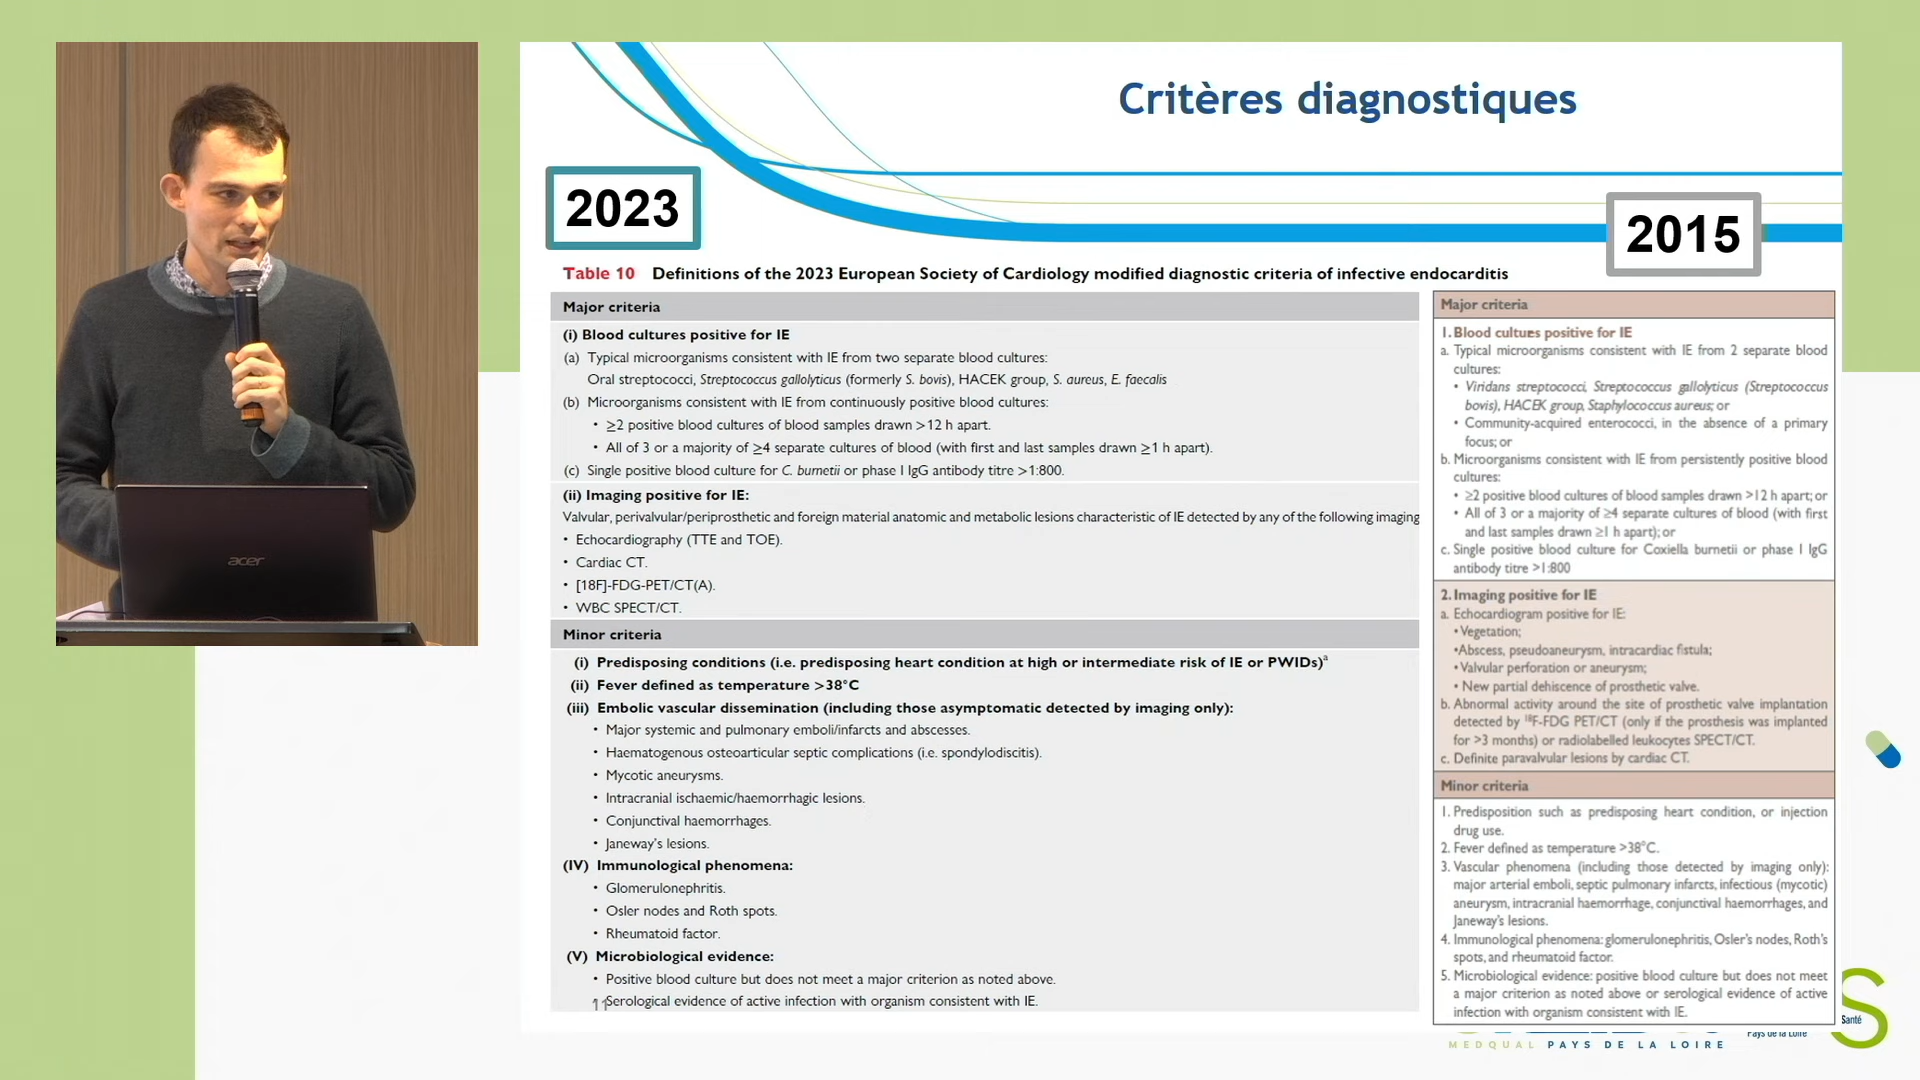 Critères diagnostiques
2023
2015
Table 10 Definitions of the 2023 European Society of Cardiology modified diagnostic criteria of infective endocarditis
Major criteria
(i) Blood cultures positive for IE
(a) Typical microorganisms consistent with IE from two separate blood cultures:
Oral streptococci, Streptococcus gallolyticus (formerly S. bovis), HACEK group, S. aureus, E. faecalis
(b) Microorganisms consistent with IE from continuously positive blood cultures:
• ≥2 positive blood cultures of blood samples drawn >12 h apart.
• All of 3 or a majority of ≥4 separate cultures of blood (with first and last samples drawn ≥1 h apart).
(c) Single positive blood culture for C. burnetii or phase I IgG antibody titre >1:800.
(ii) Imaging positive for IE:
Valvular, perivalvular/periprosthetic and foreign material anatomic and metabolic lesions characteristic of IE detected by any of the following imaging
• Echocardiography (TTE and TOE).
• Cardiac CT.
• [18F]-FDG-PET/CT(A).
• WBC SPECT/CT.
Minor criteria
(i) Predisposing conditions (i.e. predisposing heart condition at high or intermediate risk of IE or PWIDs)a
(ii) Fever defined as temperature >38°C
(iii) Embolic vascular dissemination (including those asymptomatic detected by imaging only):
• Major systemic and pulmonary emboli/infarcts and abscesses.
• Haematogenous osteoarticular septic complications (i.e. spondylodiscitis).
• Mycotic aneurysms.
• Intracranial ischaemic/haemorrhagic lesions.
• Conjunctival haemorrhages.
• Janeway's lesions.
(IV) Immunological phenomena:
• Glomerulonephritis.
• Osler nodes and Roth spots.
• Rheumatoid factor.
(V) Microbiological evidence:
• Positive blood culture but does not meet a major criterion as noted above.
• Serological evidence of active infection with organism consistent with IE.
11
Major criteria
1. Blood cultures positive for IE
a. Typical microorganisms consistent with IE from 2 separate blood
cultures:
• Viridans streptococci, Streptococcus gallolyticus (Streptococcus
bovis), HACEK group, Staphylococcus aureus; or
• Community-acquired enterococci, in the absence of a primary
focus; or
b. Microorganisms consistent with IE from persistently positive blood
cultures:
• ≥2 positive blood cultures of blood samples drawn >12 h apart; or
• All of 3 or a majority of ≥4 separate cultures of blood (with first
and last samples drawn ≥1 h apart); or
c. Single positive blood culture for Coxiella burnetii or phase I IgG
antibody titre >1:800
2. Imaging positive for IE
a. Echocardiogram positive for IE:
• Vegetation;
• Abscess, pseudoaneurysm, intracardiac fistula;
• Valvular perforation or aneurysm;
• New partial dehiscence of prosthetic valve.
b. Abnormal activity around the site of prosthetic valve implantation
detected by 18F-FDG PET/CT (only if the prosthesis was implanted
for >3 months) or radiolabelled leukocytes SPECT/CT.
c. Definite paravalvular lesions by cardiac CT.
Minor criteria
1. Predisposition such as predisposing heart condition, or injection
drug use.
2. Fever defined as temperature >38°C.
3. Vascular phenomena (including those detected by imaging only):
major arterial emboli, septic pulmonary infarcts, infectious (mycotic)
aneurysm, intracranial haemorrhage, conjunctival haemorrhages, and
Janeway's lesions.
4. Immunological phenomena: glomerulonephritis, Osler's nodes, Roth's
spots, and rheumatoid factor.
5. Microbiological evidence: positive blood culture but does not meet
a major criterion as noted above or serological evidence of active
infection with organism consistent with IE.
acer
Santé
Pays de la Loire
S
MEDQUAL PAYS DE LA LOIRE